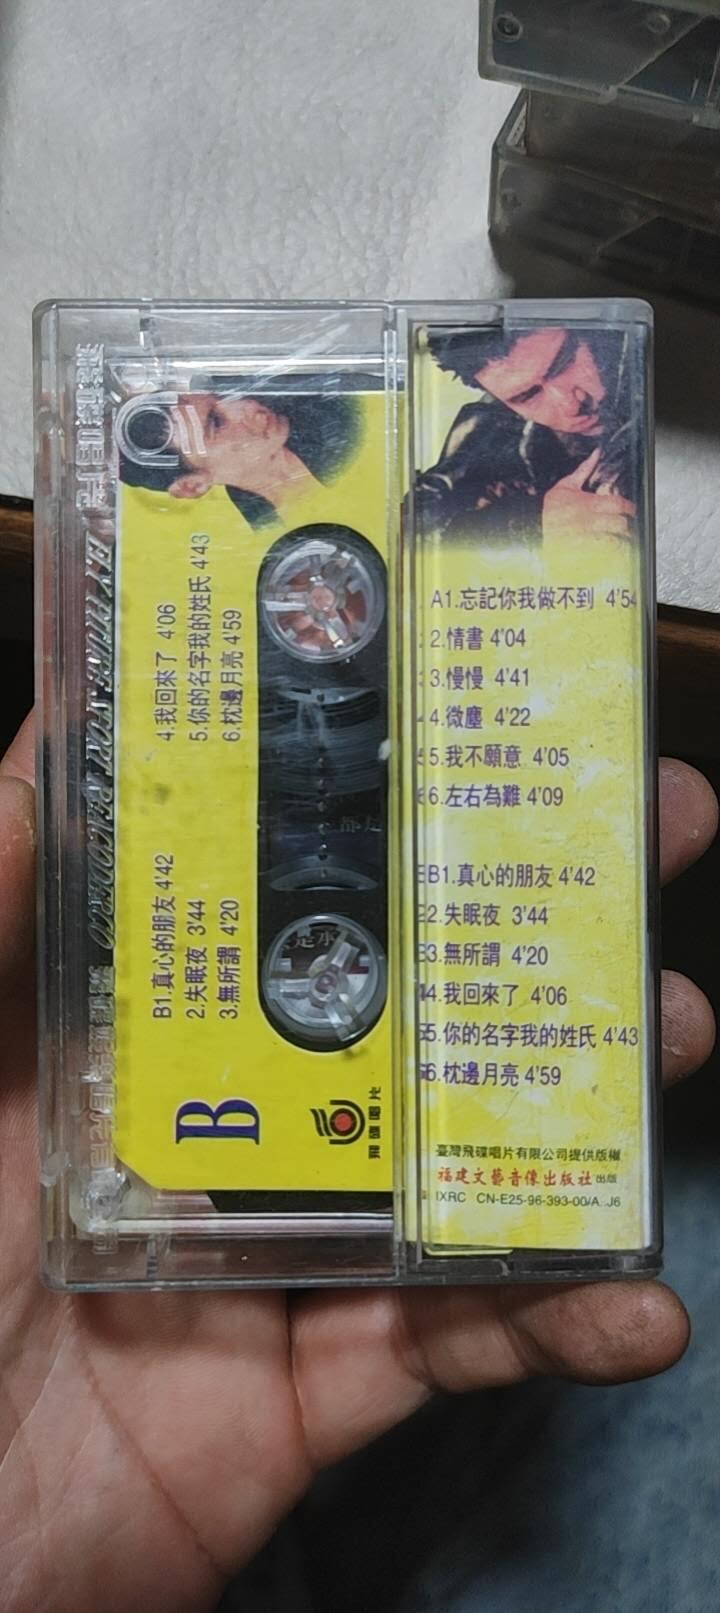 A1.忘記你我做不到 4'54
2.情書 4'04
3.慢慢 4'41
4.微塵 4'22
5.我不願意 4'05
6.左右為難 4'09
B1.真心的朋友 4'42
2.失眠夜 3'44
3.無所謂 4'20
4.我回來了 4'06
5.你的名字我的姓氏 4'43
6.枕邊月亮 4'59
臺灣飛碟唱片有限公司提供版權
福建文藝音像出版社 出版
IXRC CN-E25-96-393-00/A.J6
B1.真心的朋友 4'42
2.失眠夜 3'44
3.無所謂 4'20
4.我回來了 4'06
5.你的名字我的姓氏 4'43
6.枕邊月亮 4'59
B
飛碟唱片